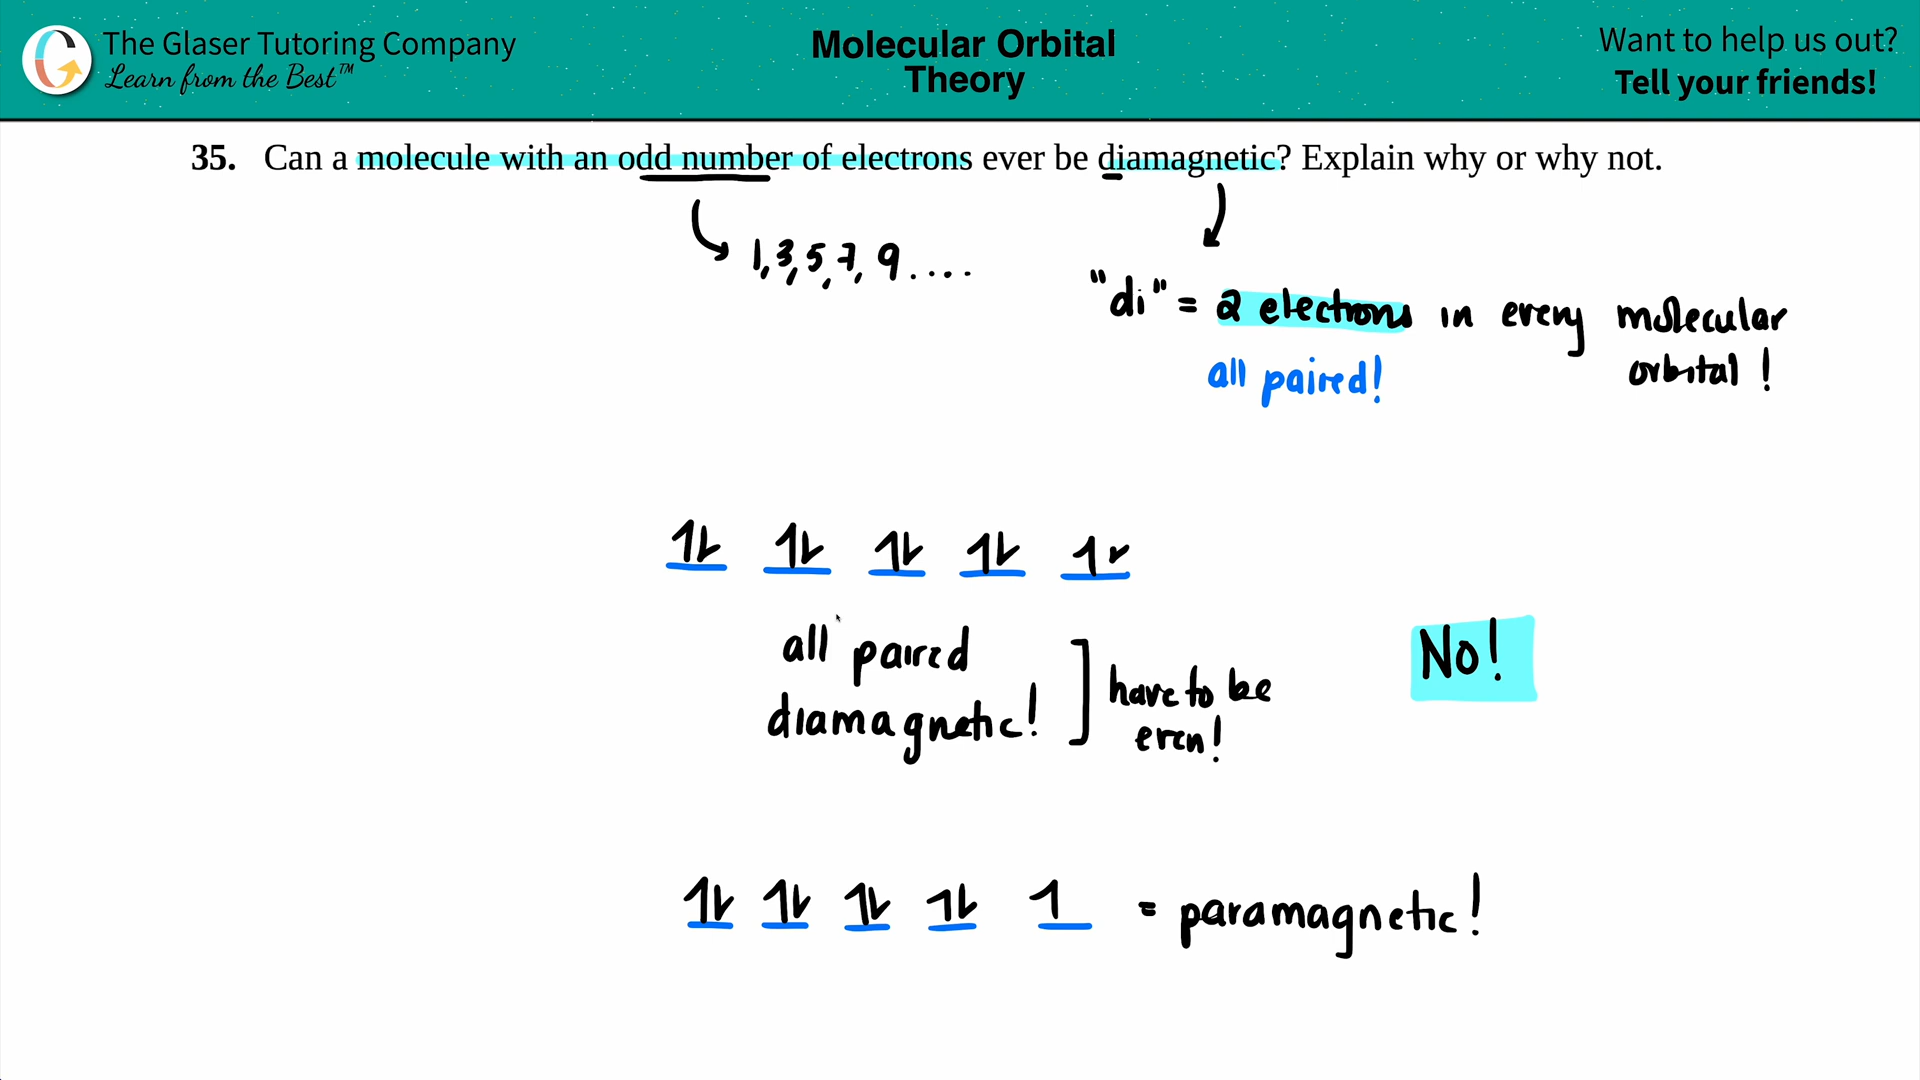 The Glaser Tutoring Company
Learn from the Best™
Molecular Orbital
Theory
Want to help us out?
Tell your friends!
35. Can a molecule with an odd number of electrons ever be diamagnetic? Explain why or why not.
1, 3, 5, 7, 9 . . . .
"di" = 2 electrons in every molecular
orbital !
all paired!
all paired
diamagnetic!
have to be
even!
No!
= paramagnetic!